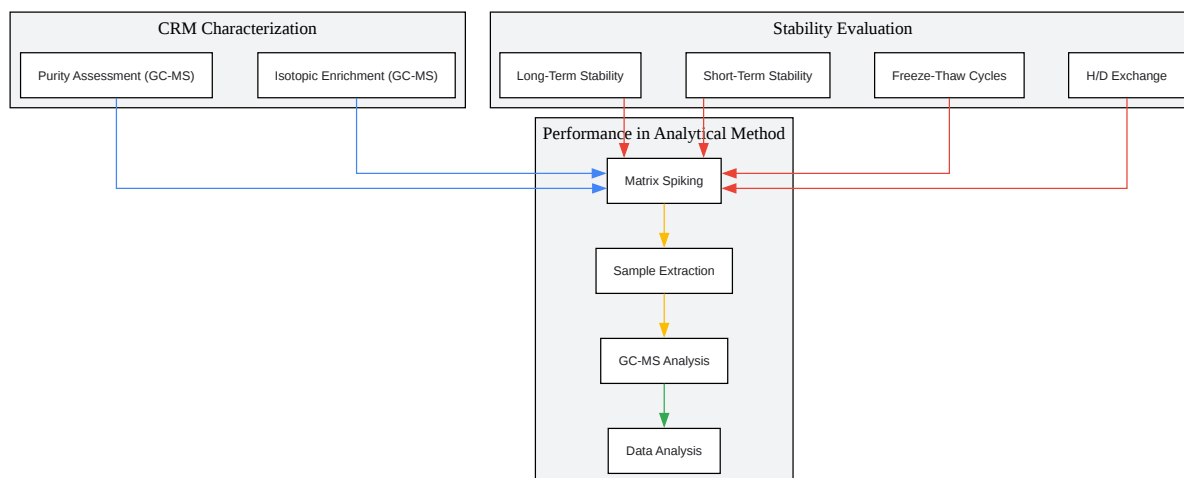 CRM Characterization
Purity Assessment (GC-MS)
Isotopic Enrichment (GC-MS)
Stability Evaluation
Long-Term Stability
Short-Term Stability
Freeze-Thaw Cycles
H/D Exchange
Performance in Analytical Method
Matrix Spiking
Sample Extraction
GC-MS Analysis
Data Analysis